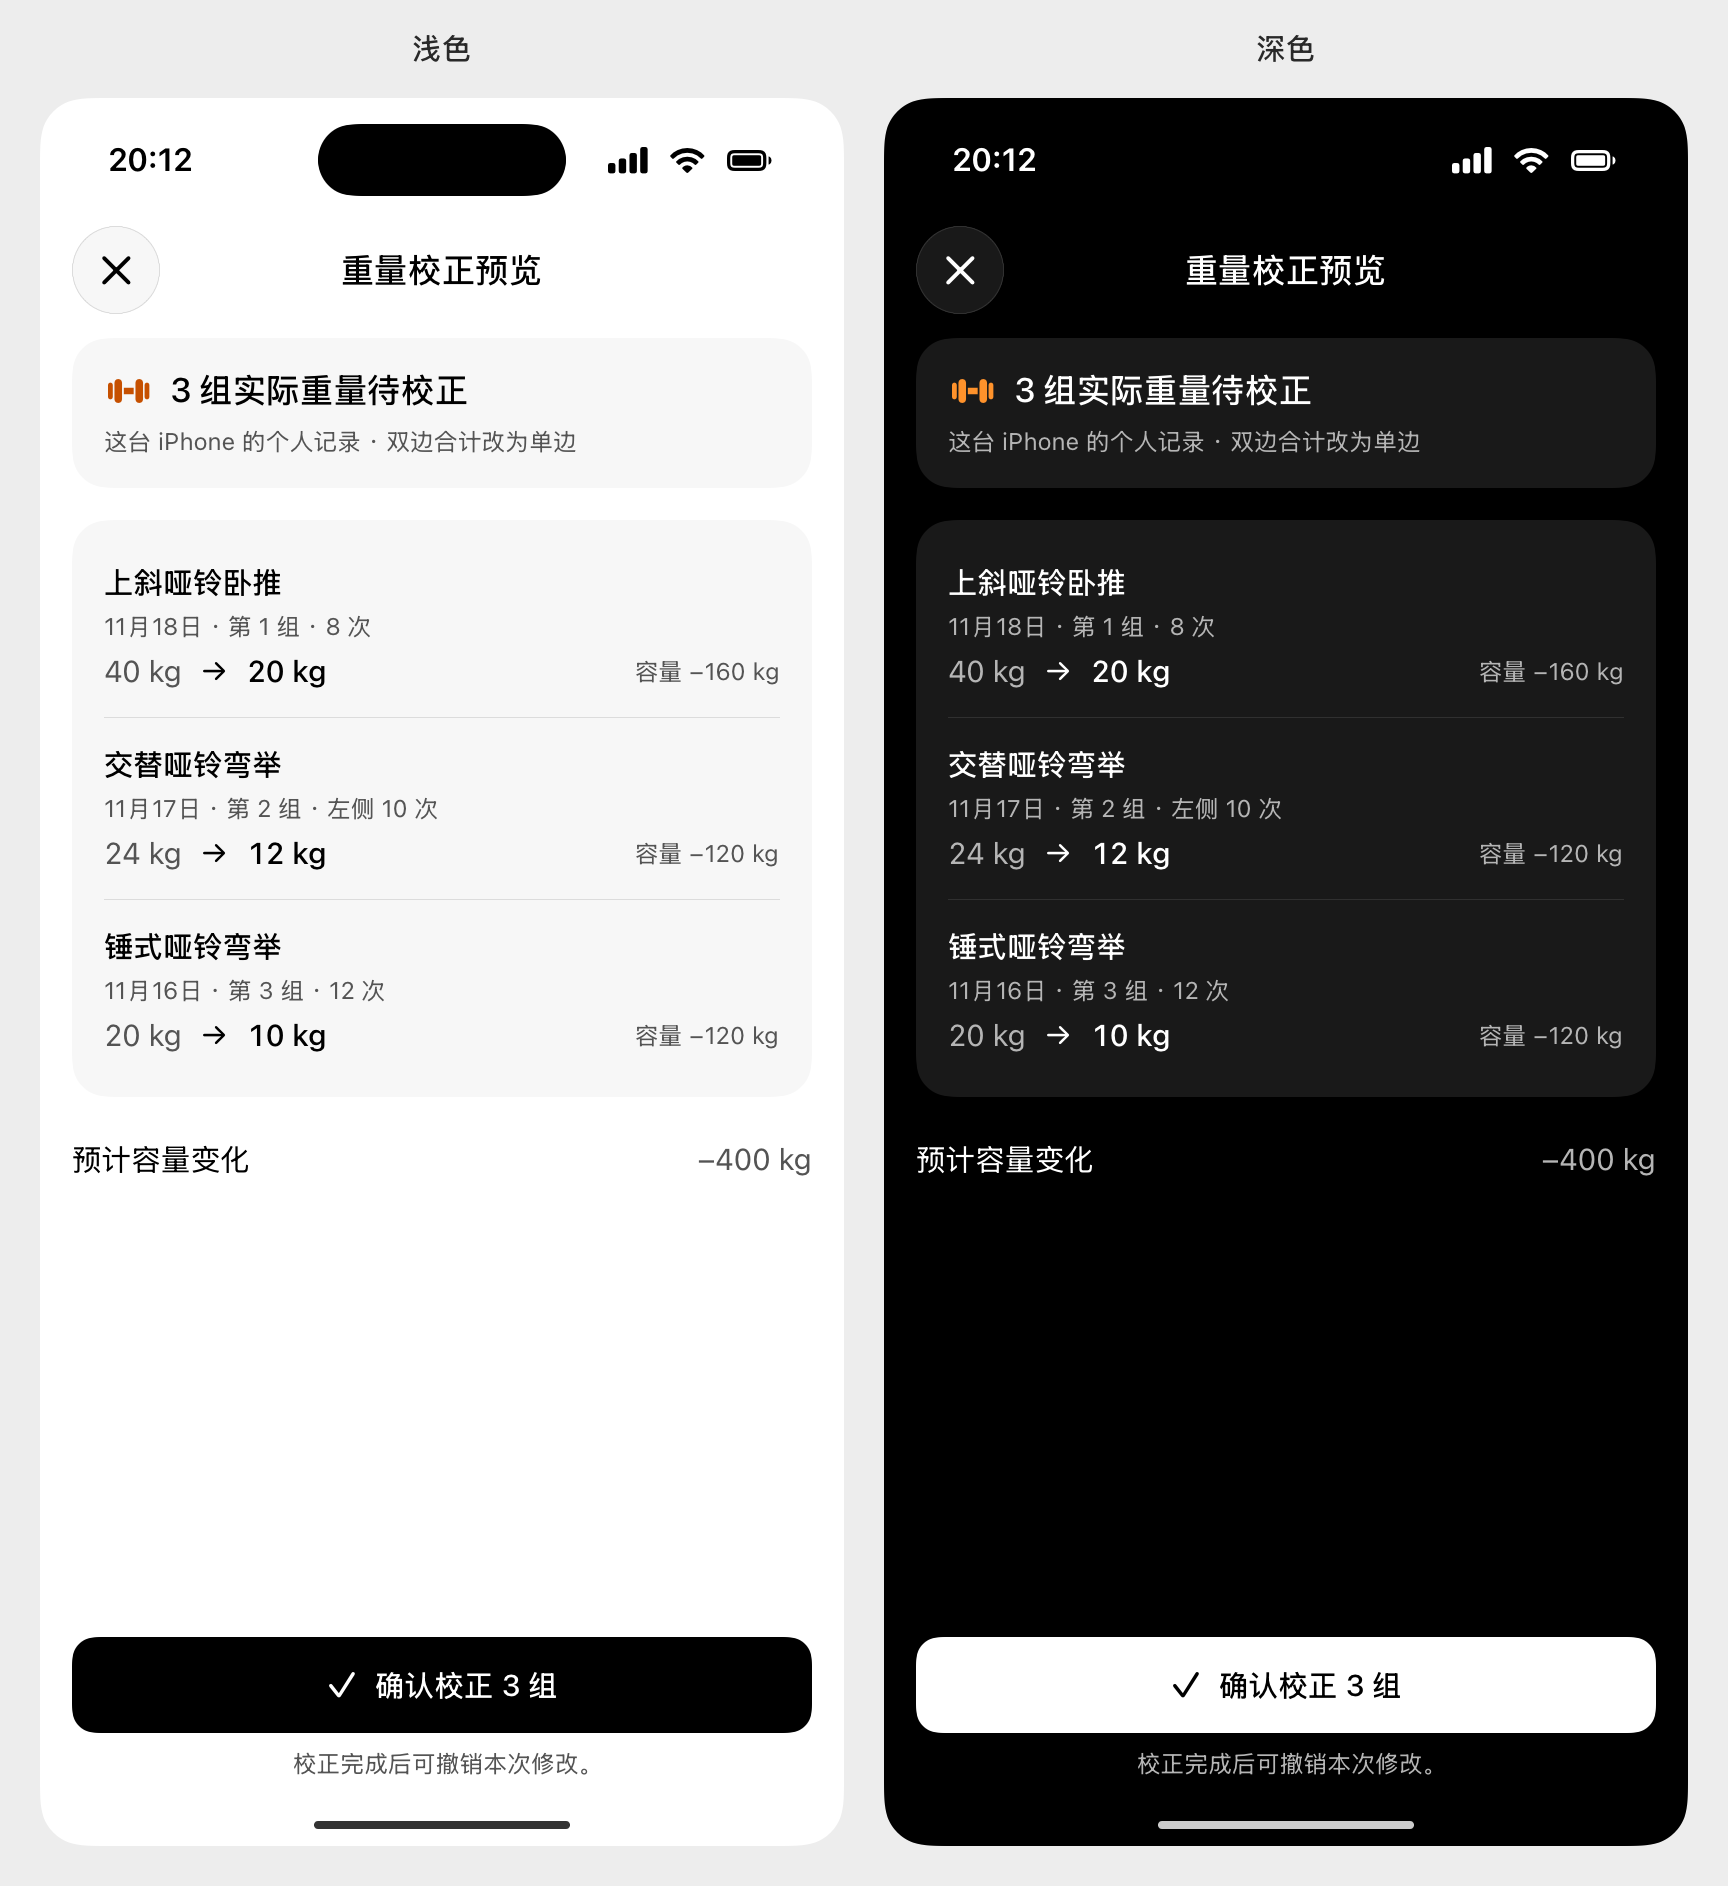 浅色
20:12
重量校正预览
3 组实际重量待校正
这台 iPhone 的个人记录 · 双边合计改为单边
上斜哑铃卧推
11月18日 · 第 1 组 · 8 次
40 kg → 20 kg 容量 −160 kg
交替哑铃弯举
11月17日 · 第 2 组 · 左侧 10 次
24 kg → 12 kg 容量 −120 kg
锤式哑铃弯举
11月16日 · 第 3 组 · 12 次
20 kg → 10 kg 容量 −120 kg
预计容量变化 −400 kg
确认校正 3 组
校正完成后可撤销本次修改。
深色
20:12
重量校正预览
3 组实际重量待校正
这台 iPhone 的个人记录 · 双边合计改为单边
上斜哑铃卧推
11月18日 · 第 1 组 · 8 次
40 kg → 20 kg 容量 −160 kg
交替哑铃弯举
11月17日 · 第 2 组 · 左侧 10 次
24 kg → 12 kg 容量 −120 kg
锤式哑铃弯举
11月16日 · 第 3 组 · 12 次
20 kg → 10 kg 容量 −120 kg
预计容量变化 −400 kg
确认校正 3 组
校正完成后可撤销本次修改。